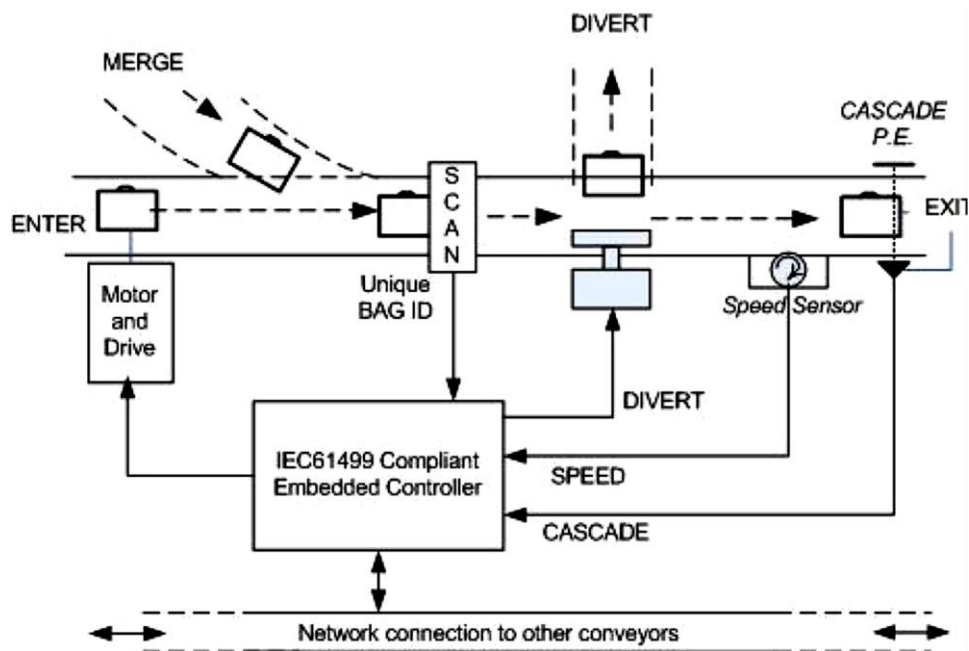 DIVERT
MERGE
CASCADE
P.E.
SCAN
ENTER
EXIT
Motor
and
Drive
Unique
BAG ID
Speed Sensor
DIVERT
IEC61499 Compliant
Embedded Controller
SPEED
CASCADE
Network connection to other conveyors